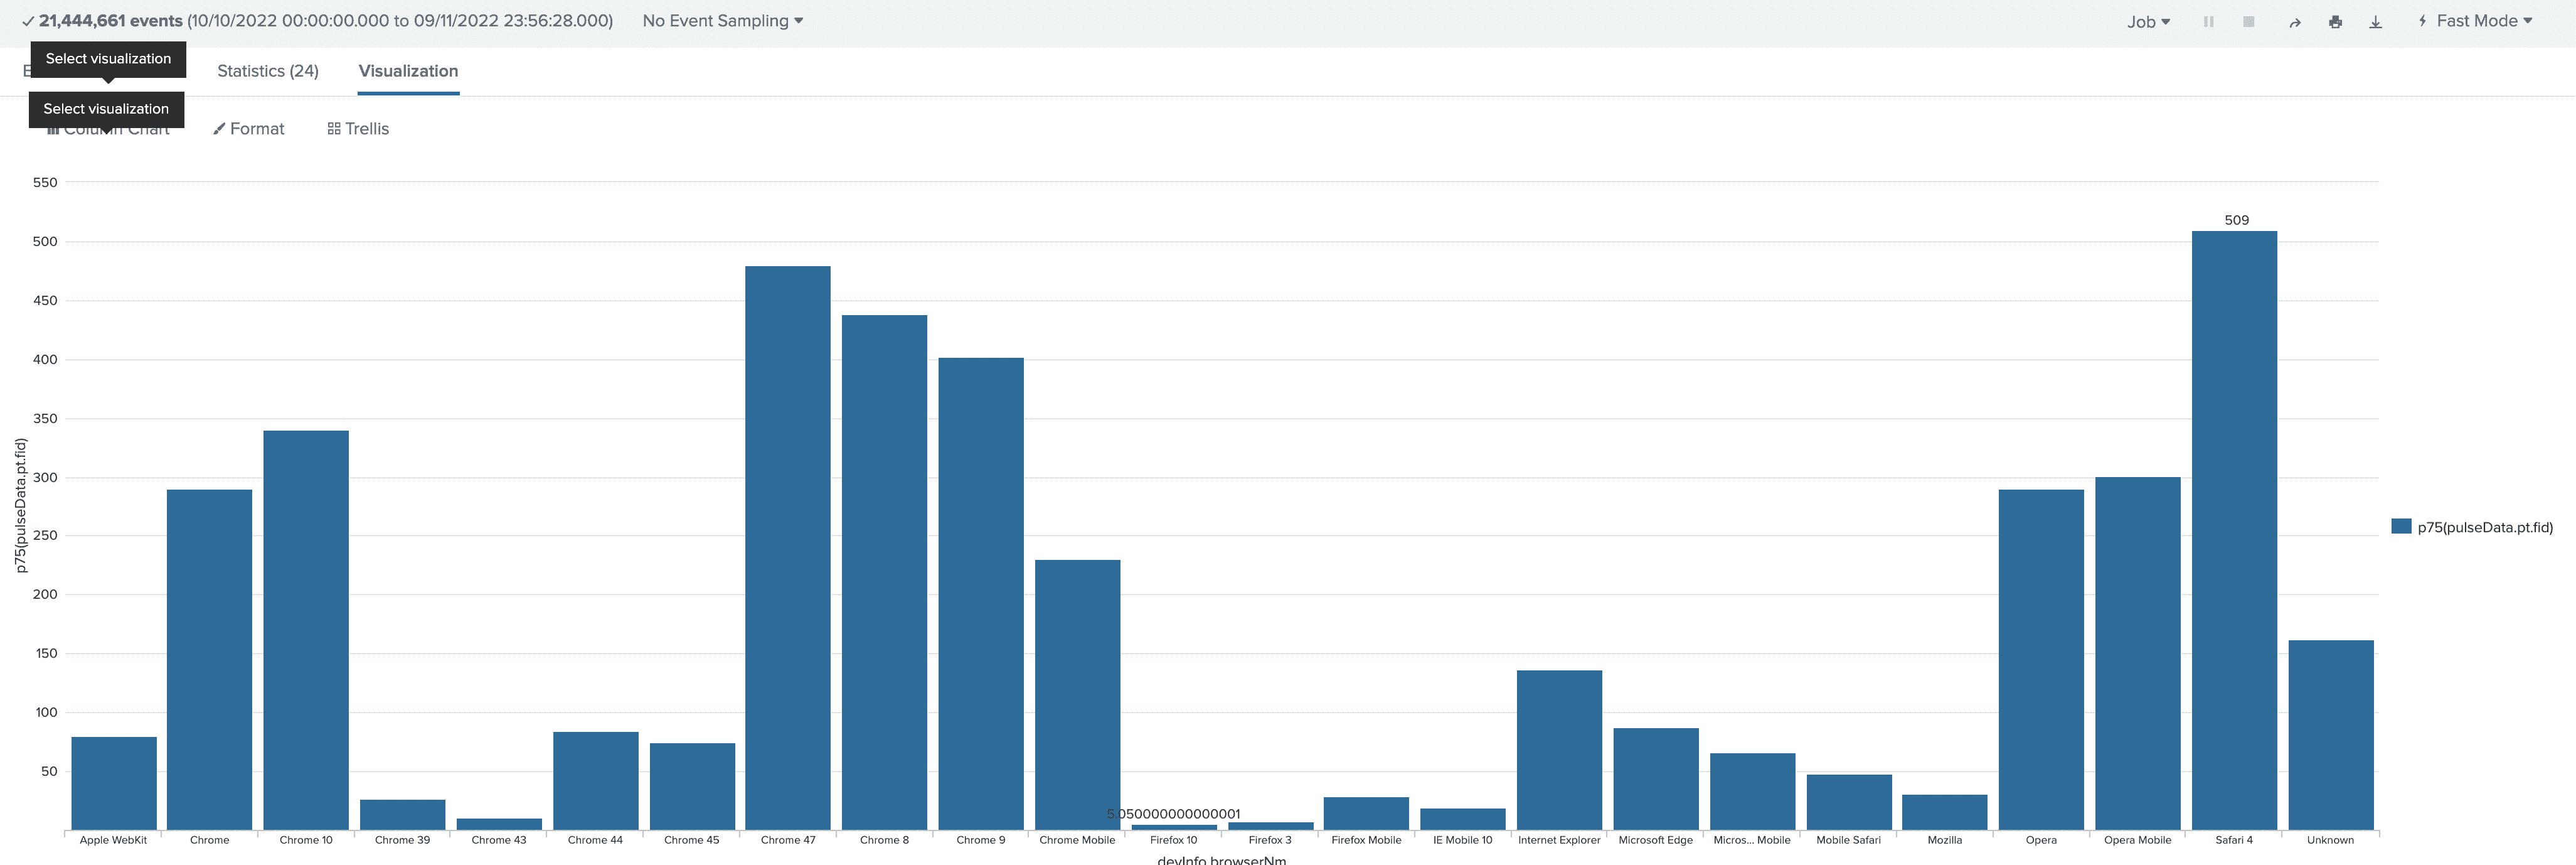 21,444,661 events (10/10/2022 00:00:00.000 to 09/11/2022 23:56:28.000) No Event Sampling Job Fast Mode
Select visualization
E Statistics (24) Visualization
Select visualization
Column Chart Format Trellis
550
509
500
450
400
350
300
250
200
150
100
50
p75(pulseData.pt.fid)
p75(pulseData.pt.fid)
5.050000000000001
Apple WebKit Chrome Chrome 10 Chrome 39 Chrome 43 Chrome 44 Chrome 45 Chrome 47 Chrome 8 Chrome 9 Chrome Mobile Firefox 10 Firefox 3 Firefox Mobile IE Mobile 10 Internet Explorer Microsoft Edge Micros... Mobile Mobile Safari Mozilla Opera Opera Mobile Safari 4 Unknown
devInfo.browserNm